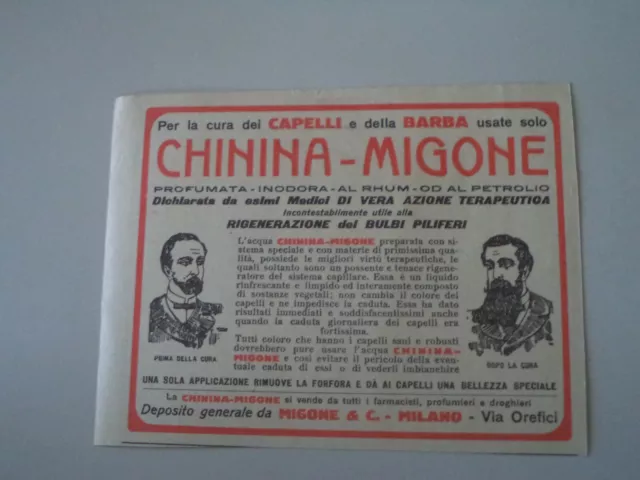 Per la cura dei CAPELLI e della BARBA usate solo
CHININA - MIGONE
PROFUMATA - INODORA - AL RHUM - OD AL PETROLIO
Dichiarata da esimi Medici DI VERA AZIONE TERAPEUTICA
incontestabilmente utile alla
RIGENERAZIONE dei BULBI PILIFERI
L'acqua CHININA-MIGONE preparata con si-
stema speciale e con materie di primissima qua-
lità, possiede le migliori virtù terapeutiche, le
quali soltanto sono un possente e tenace rigene-
ratore del sistema capillare. Essa è un liquido
rinfrescante e limpido ed interamente composto
di sostanze vegetali; non cambia il colore dei
capelli e ne impedisce la caduta. Essa ha dato
risultati immediati e soddisfacentissimi anche
quando la caduta giornaliera dei capelli era
fortissima.
Tutti coloro che hanno i capelli sani e robusti
dovrebbero pure usare l'acqua CHININA-
MIGONE e così evitare il pericolo della even-
tuale caduta di essi o di vederli imbianchire
PRIMA DELLA CURA
DOPO LA CURA
UNA SOLA APPLICAZIONE RIMUOVE LA FORFORA E DÀ AI CAPELLI UNA BELLEZZA SPECIALE
La CHININA-MIGONE si vende da tutti i farmacisti, profumieri e droghieri
Deposito generale da MIGONE & C. - MILANO - Via Orefici